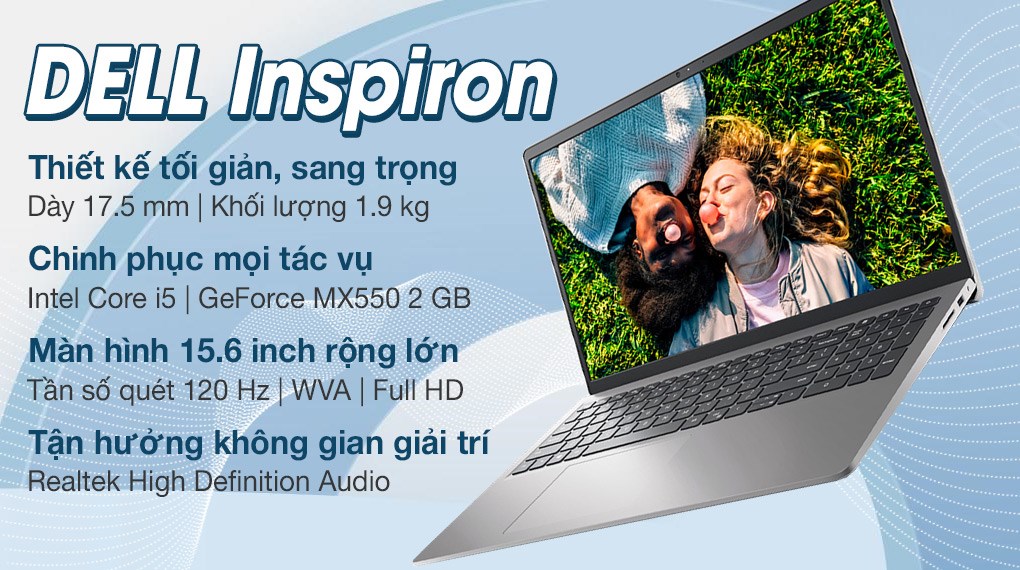 DELL Inspiron
Thiết kế tối giản, sang trọng
Dày 17.5 mm | Khối lượng 1.9 kg
Chinh phục mọi tác vụ
Intel Core i5 | GeForce MX550 2 GB
Màn hình 15.6 inch rộng lớn
Tần số quét 120 Hz | WVA | Full HD
Tận hưởng không gian giải trí
Realtek High Definition Audio